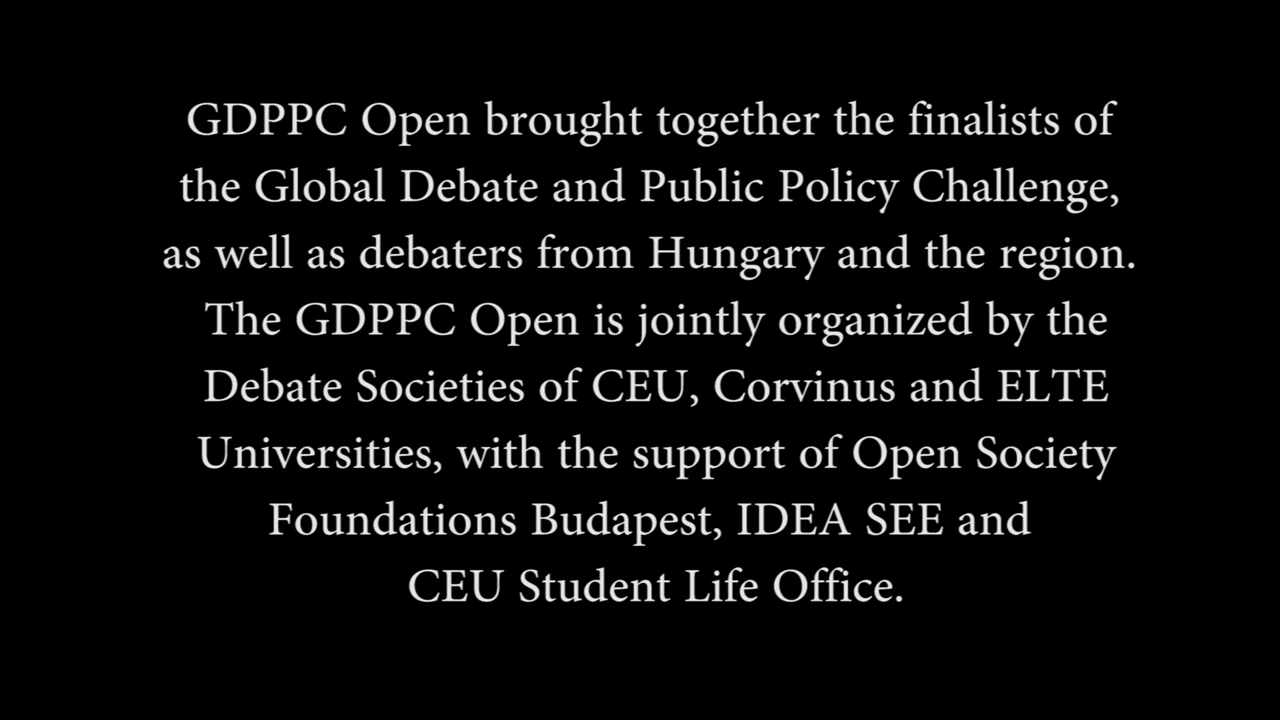 GDPPC Open brought together the finalists of
the Global Debate and Public Policy Challenge,
as well as debaters from Hungary and the region.
The GDPPC Open is jointly organized by the
Debate Societies of CEU, Corvinus and ELTE
Universities, with the support of Open Society
Foundations Budapest, IDEA SEE and
CEU Student Life Office.